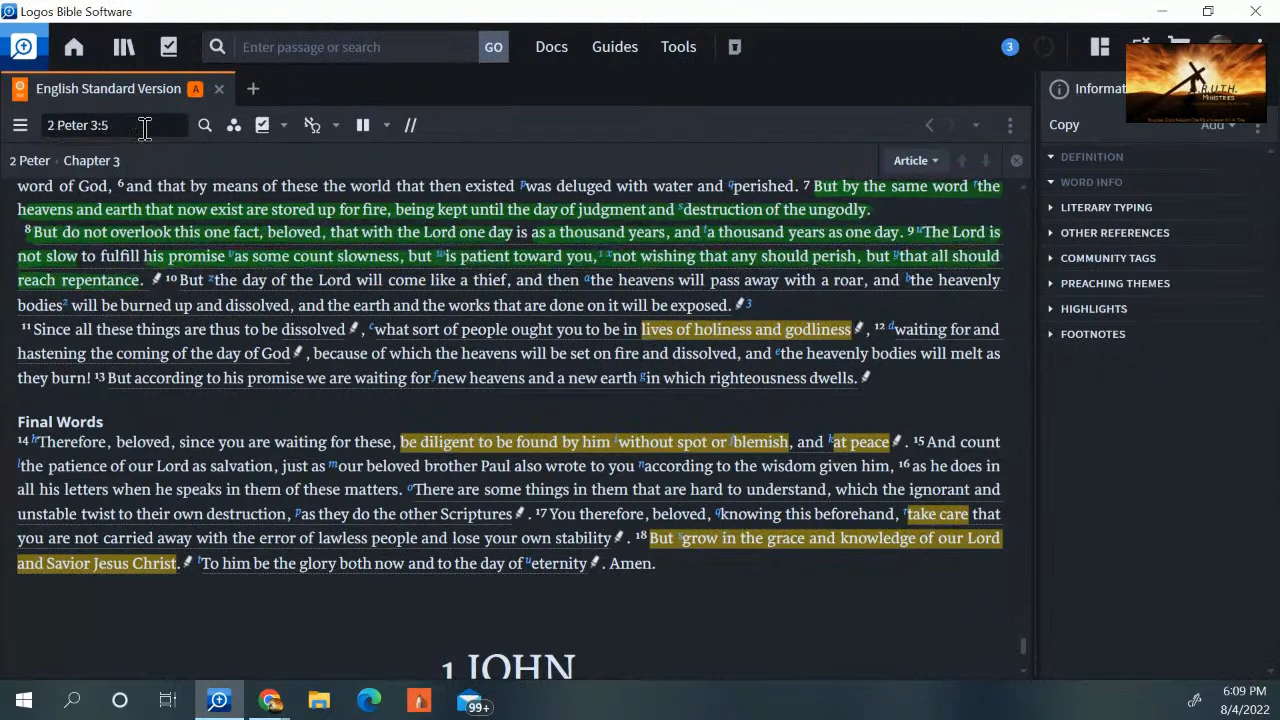 Logos Bible Software
Enter passage or search
GO
Docs
Guides
Tools
3
English Standard Version
A
2 Peter 3:5
2 Peter › Chapter 3
Article
word of God, 6 and that by means of these the world that then existed p was deluged with water and q perished. 7 But by the same word r the
heavens and earth that now exist are stored up for fire, being kept until the day of judgment and s destruction of the ungodly.
8 But do not overlook this one fact, beloved, that with the Lord one day is as a thousand years, and t a thousand years as one day. 9 u The Lord is
not slow to fulfill his promise v as some count slowness, but w is patient toward you, 1 x not wishing that any should perish, but y that all should
reach repentance. 10 But z the day of the Lord will come like a thief, and then a the heavens will pass away with a roar, and b the heavenly
bodies 2 will be burned up and dissolved, and the earth and the works that are done on it will be exposed. 3
11 Since all these things are thus to be dissolved, c what sort of people ought you to be in lives of holiness and godliness, 12 d waiting for and
hastening the coming of the day of God, because of which the heavens will be set on fire and dissolved, and e the heavenly bodies will melt as
they burn! 13 But according to his promise we are waiting for f new heavens and a new earth g in which righteousness dwells.
Final Words
14 h Therefore, beloved, since you are waiting for these, be diligent to be found by him i without spot or j blemish, and k at peace. 15 And count
l the patience of our Lord as salvation, just as m our beloved brother Paul also wrote to you n according to the wisdom given him, 16 as he does in
all his letters when he speaks in them of these matters. o There are some things in them that are hard to understand, which the ignorant and
unstable twist to their own destruction, p as they do the other Scriptures. 17 You therefore, beloved, q knowing this beforehand, r take care that
you are not carried away with the error of lawless people and lose your own stability. 18 But s grow in the grace and knowledge of our Lord
and Savior Jesus Christ. t To him be the glory both now and to the day of u eternity. Amen.
1 JOHN
Informat
Copy
Add
DEFINITION
WORD INFO
LITERARY TYPING
OTHER REFERENCES
COMMUNITY TAGS
PREACHING THEMES
HIGHLIGHTS
FOOTNOTES
T.R.U.T.H.
MINISTRIES
99+
6:09 PM
8/4/2022